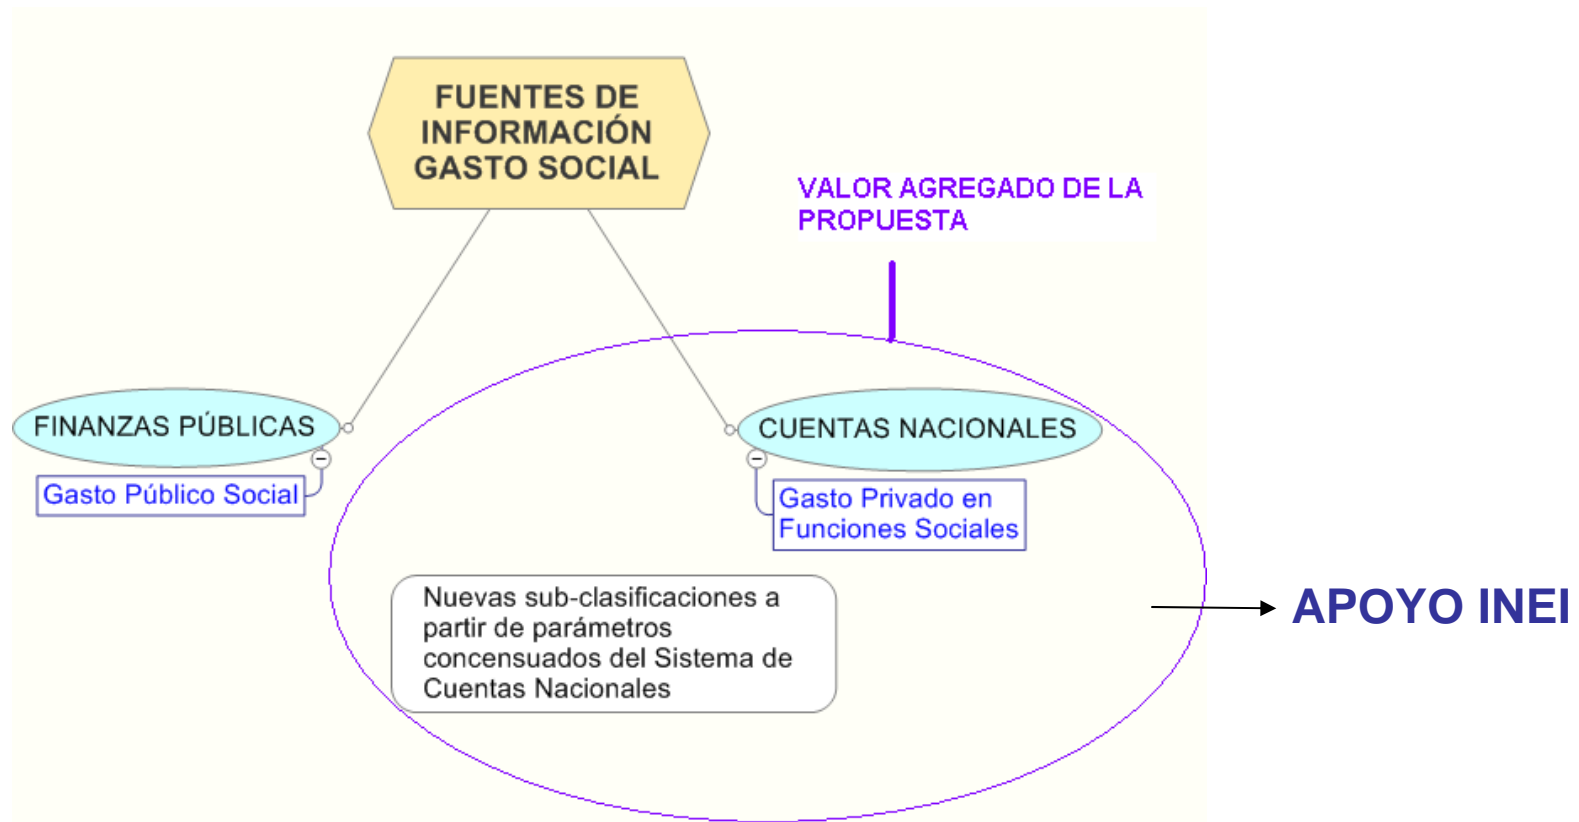 FUENTES DE
INFORMACIÓN
GASTO SOCIAL
VALOR AGREGADO DE LA
PROPUESTA
FINANZAS PÚBLICAS
Gasto Público Social
CUENTAS NACIONALES
Gasto Privado en
Funciones Sociales
Nuevas sub-clasificaciones a
partir de parámetros
concensuados del Sistema de
Cuentas Nacionales
APOYO INEI